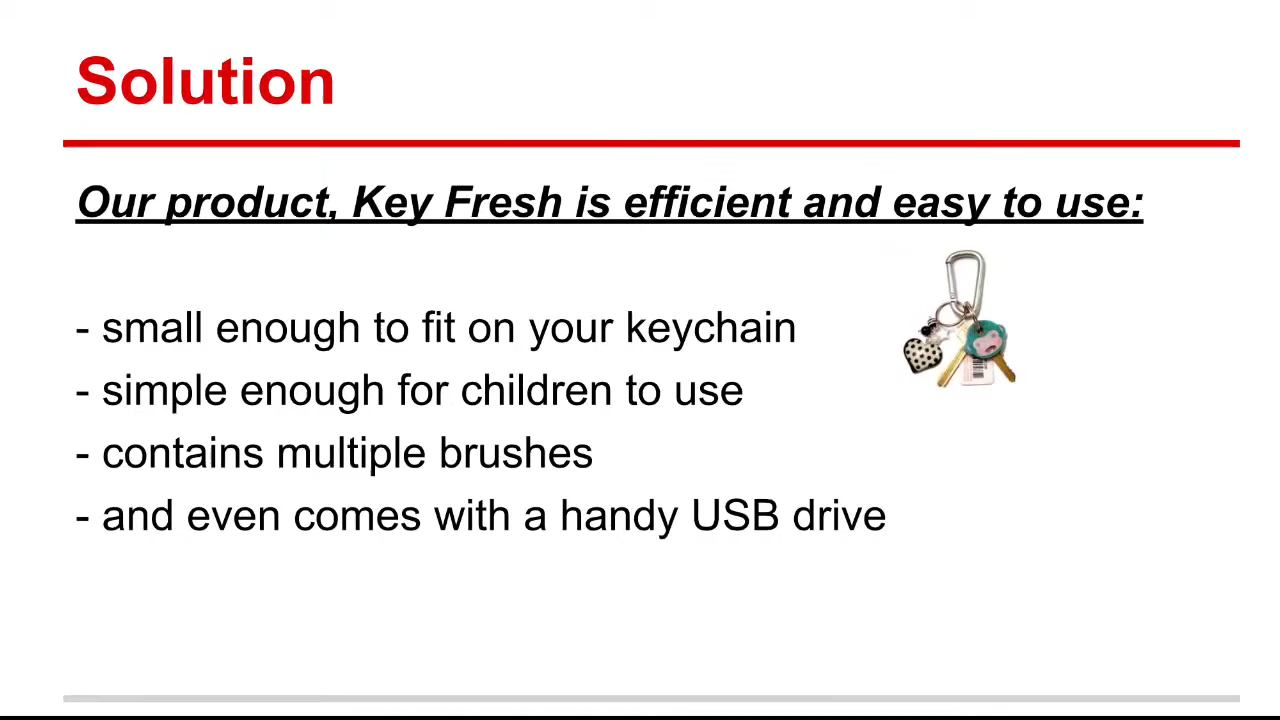 Solution
Our product, Key Fresh is efficient and easy to use:
- small enough to fit on your keychain
- simple enough for children to use
- contains multiple brushes
- and even comes with a handy USB drive